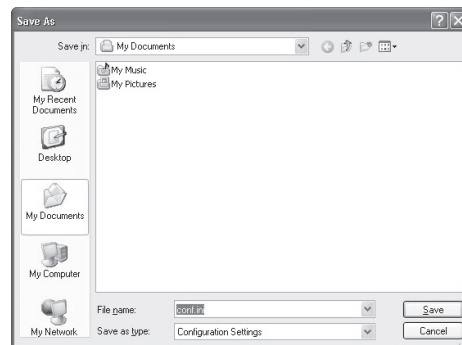 Save As
Save in:
My Documents
My Recent
Documents
Desktop
My Documents
My Computer
My Network
My Music
My Pictures
File name:
conf.ini
Save
Save as type:
Configuration Settings
Cancel